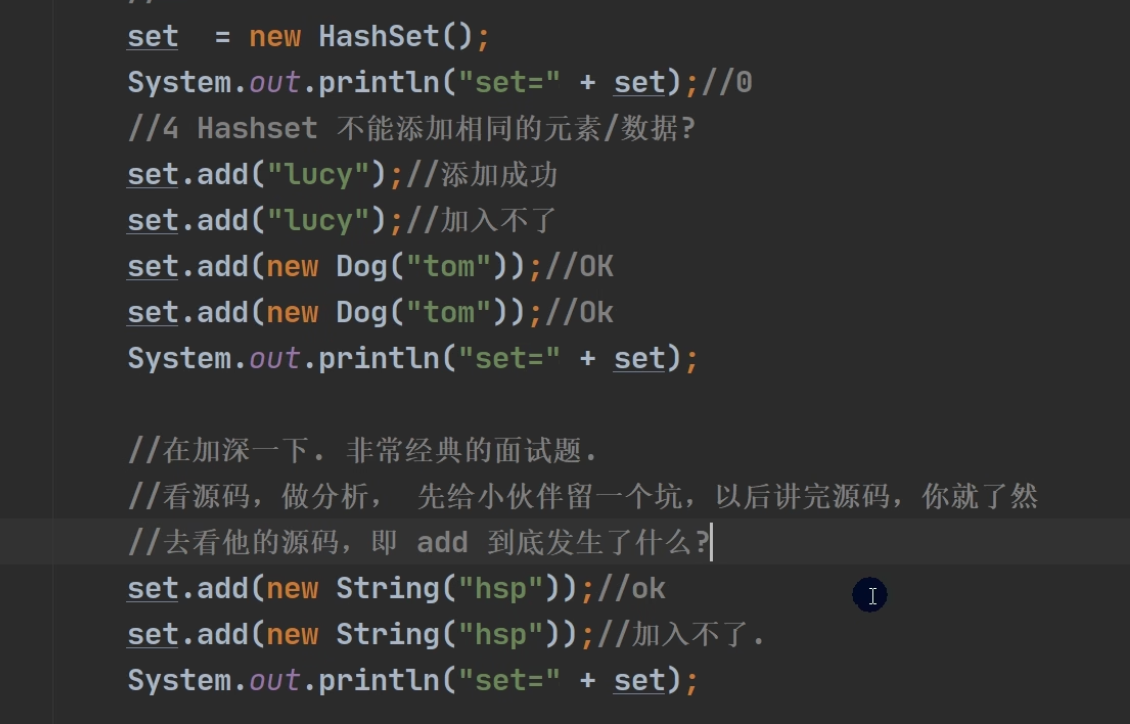 //
set  = new HashSet();
System.out.println("set=" + set);//0
//4 Hashset 不能添加相同的元素/数据?
set.add("lucy");//添加成功
set.add("lucy");//加入不了
set.add(new Dog("tom"));//OK
set.add(new Dog("tom"));//Ok
System.out.println("set=" + set);
//在加深一下. 非常经典的面试题.
//看源码，做分析， 先给小伙伴留一个坑，以后讲完源码，你就了然
//去看他的源码，即 add 到底发生了什么?
set.add(new String("hsp"));//ok
set.add(new String("hsp"));//加入不了.
System.out.println("set=" + set);